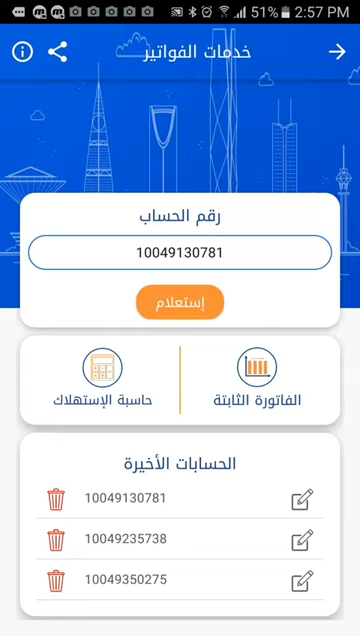 51% 2:57 PM
خدمات الفواتير
رقم الحساب
10049130781
إستعلام
الفاتورة الثابتة
حاسبة الإستهلاك
الحسابات الأخيرة
10049130781
10049235738
10049350275